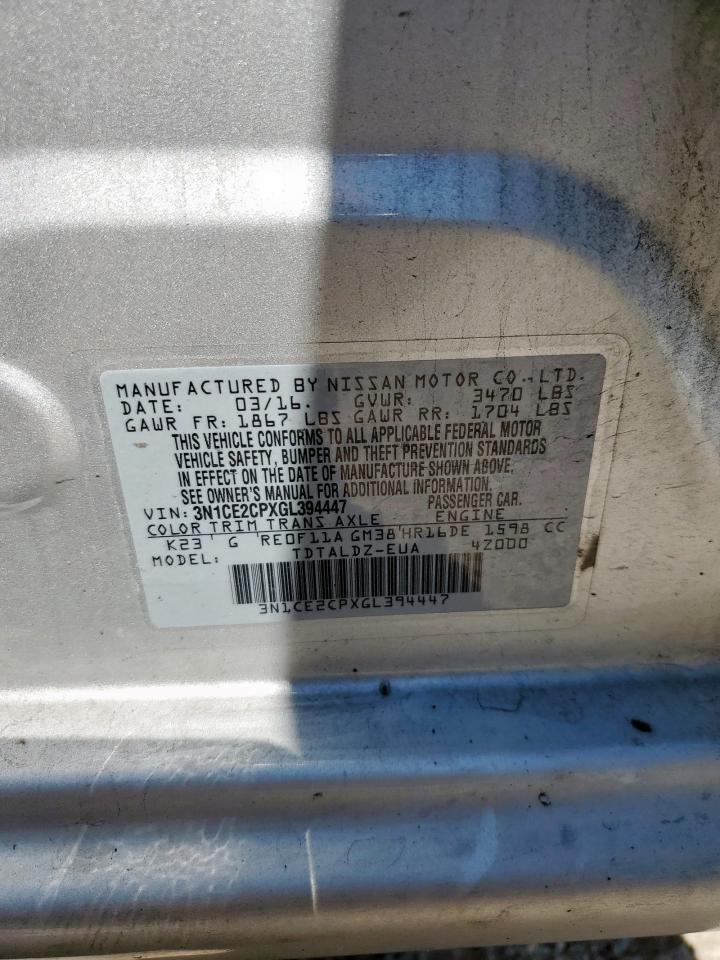 MANUFACTURED BY NISSAN MOTOR CO., LTD.
DATE: 03/16. GVWR: 3470 LBS
GAWR FR: 1867 LBS GAWR RR: 1704 LBS
THIS VEHICLE CONFORMS TO ALL APPLICABLE FEDERAL MOTOR
VEHICLE SAFETY, BUMPER AND THEFT PREVENTION STANDARDS
IN EFFECT ON THE DATE OF MANUFACTURE SHOWN ABOVE.
SEE OWNER'S MANUAL FOR ADDITIONAL INFORMATION.
VIN: 3N1CE2CPXGL394447 PASSENGER CAR.
COLOR TRIM TRANS AXLE ENGINE
K23 G RE0F11A GM38 HR16DE 1598 CC
MODEL: TDTALDZ-EUA 4Z000
3N1CE2CPXGL394447